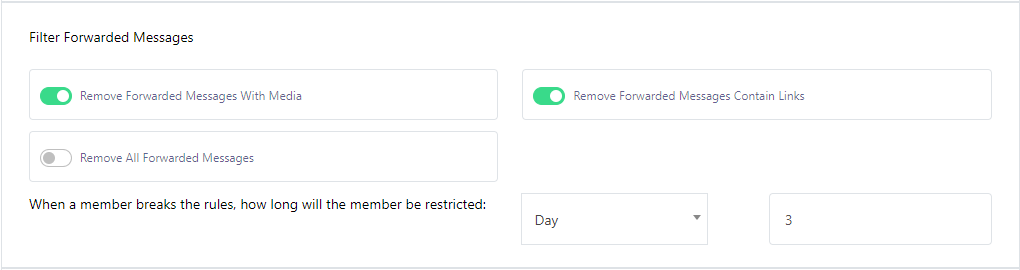 Filter Forwarded Messages
Remove Forwarded Messages With Media
Remove Forwarded Messages Contain Links
Remove All Forwarded Messages
When a member breaks the rules, how long will the member be restricted:
Day
3